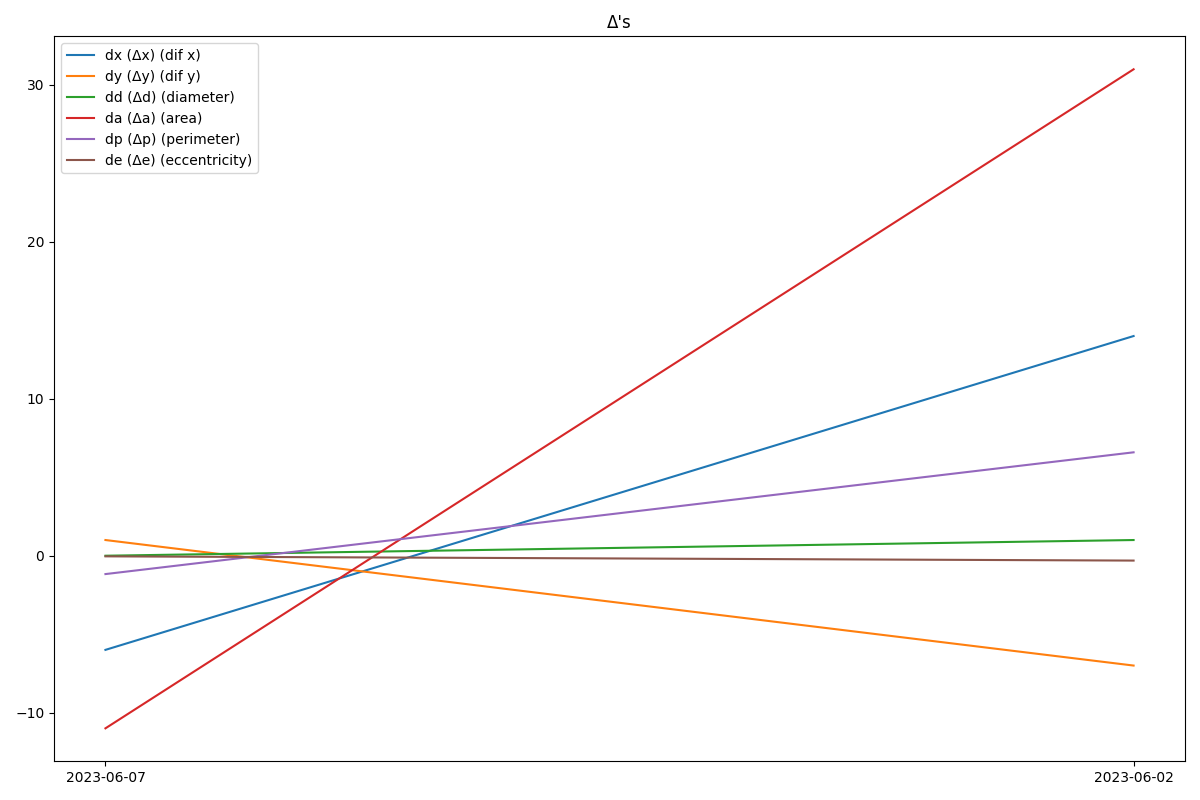 Δ's
dx (Δx) (dif x)
dy (Δy) (dif y)
dd (Δd) (diameter)
da (Δa) (area)
dp (Δp) (perimeter)
de (Δe) (eccentricity)
30
20
10
0
−10
2023-06-07
2023-06-02